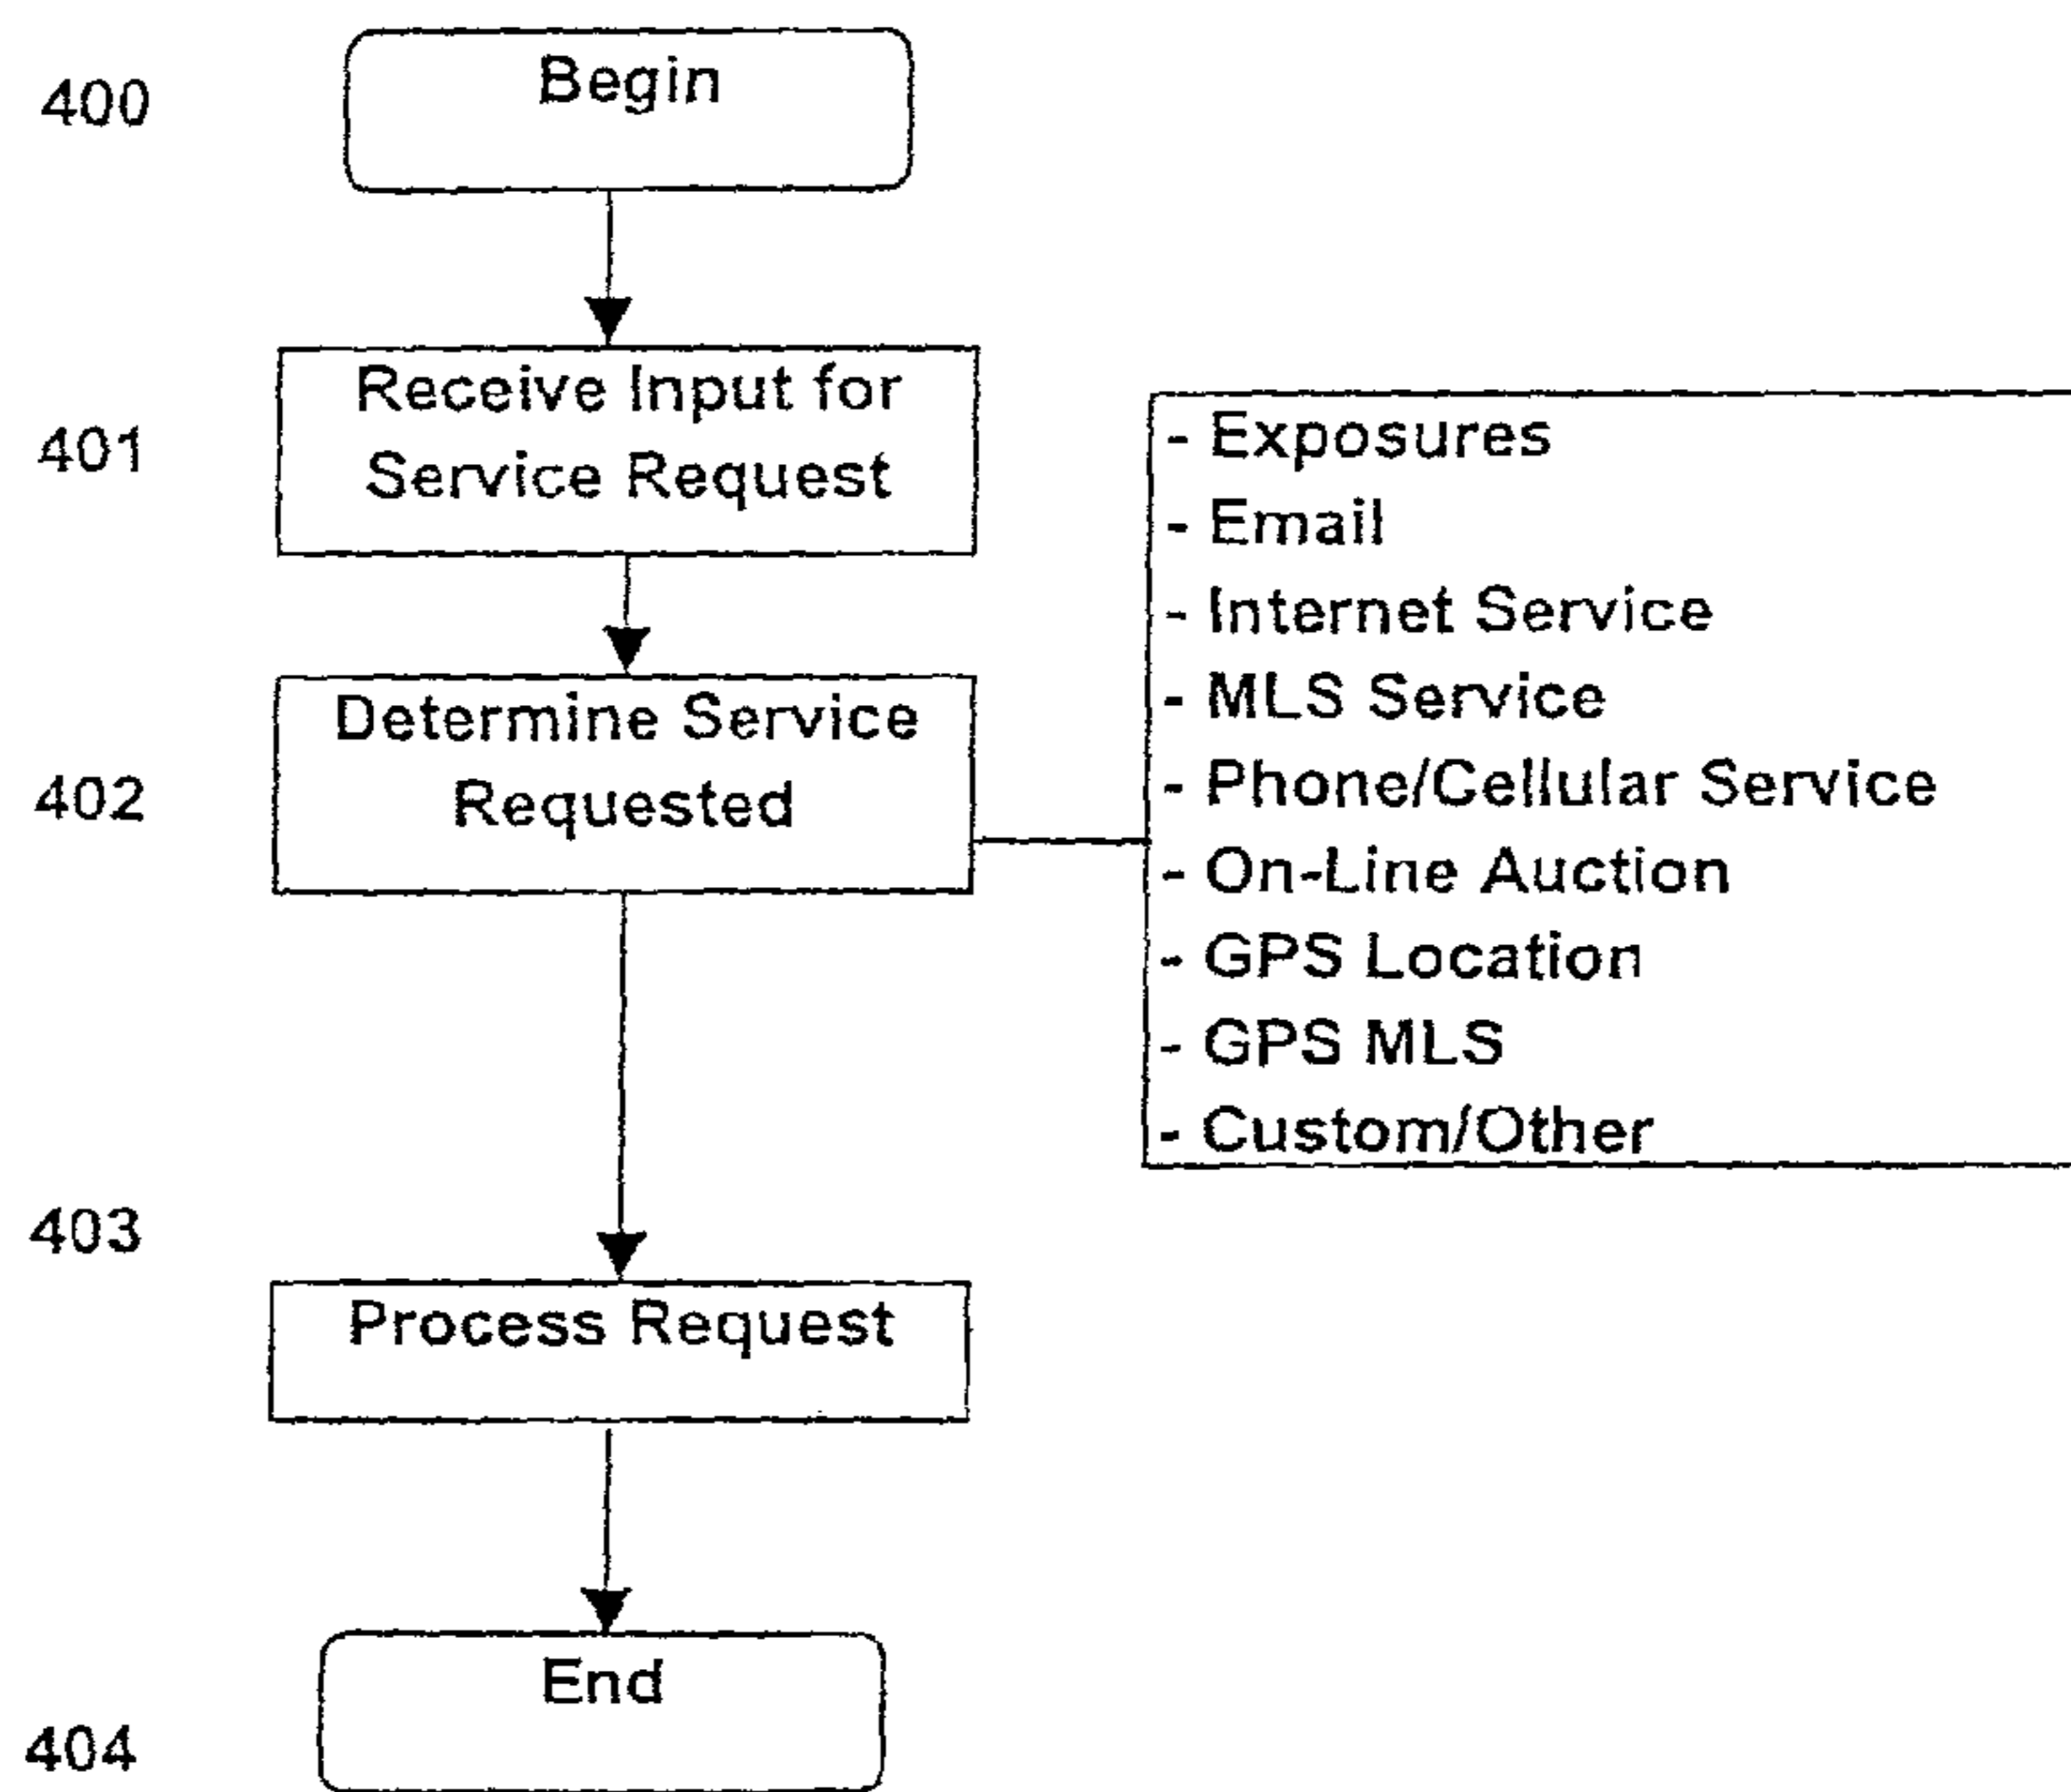 400
Begin
401
Receive Input for
Service Request
402
Determine Service
Requested
- Exposures
- Email
- Internet Service
- MLS Service
- Phone/Cellular Service
- On-Line Auction
- GPS Location
- GPS MLS
- Custom/Other
403
Process Request
404
End